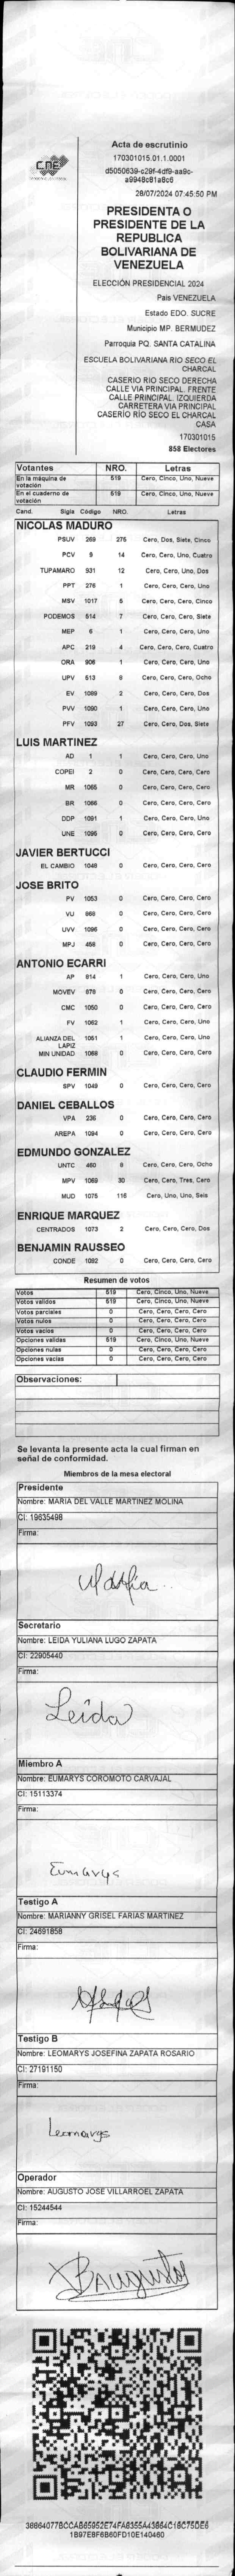 CNE
Acta de escrutinio
170301015.01.1.0001
d5050639-c29f-4df9-aa9c-
a9948c81a8c6
28/07/2024 07:45:50 PM
PRESIDENTA O
PRESIDENTE DE LA
REPUBLICA
BOLIVARIANA DE
VENEZUELA
ELECCIÓN PRESIDENCIAL 2024
Pais VENEZUELA
Estado EDO. SUCRE
Municipio MP. BERMUDEZ
Parroquia PQ. SANTA CATALINA
ESCUELA BOLIVARIANA RIO SECO EL
CHARCAL
CASERIO RÍO SECO DERECHA
CALLE VIA PRINCIPAL. FRENTE
CALLE PRINCIPAL. IZQUIERDA
CARRETERA VIA PRINCIPAL
CASERÍO RÍO SECO EL CHARCAL
CASA
170301015
858 Electores
Votantes NRO. Letras
En la máquina de votación 519 Cero, Cinco, Uno, Nueve
En el cuaderno de votación 519 Cero, Cinco, Uno, Nueve
Cand. Sigla Código NRO. Letras
NICOLAS MADURO
PSUV 269 275 Cero, Dos, Siete, Cinco
PCV 9 14 Cero, Cero, Uno, Cuatro
TUPAMARO 931 12 Cero, Cero, Uno, Dos
PPT 276 1 Cero, Cero, Cero, Uno
MSV 1017 5 Cero, Cero, Cero, Cinco
PODEMOS 514 7 Cero, Cero, Cero, Siete
MEP 6 1 Cero, Cero, Cero, Uno
APC 219 4 Cero, Cero, Cero, Cuatro
ORA 906 1 Cero, Cero, Cero, Uno
UPV 613 8 Cero, Cero, Cero, Ocho
EV 1089 2 Cero, Cero, Cero, Dos
PVV 1090 1 Cero, Cero, Cero, Uno
PFV 1093 27 Cero, Cero, Dos, Siete
LUIS MARTINEZ
AD 1 1 Cero, Cero, Cero, Uno
COPEI 2 0 Cero, Cero, Cero, Cero
MR 1065 0 Cero, Cero, Cero, Cero
BR 1066 0 Cero, Cero, Cero, Cero
DDP 1091 1 Cero, Cero, Cero, Uno
UNE 1095 0 Cero, Cero, Cero, Cero
JAVIER BERTUCCI
EL CAMBIO 1048 0 Cero, Cero, Cero, Cero
JOSE BRITO
PV 1053 0 Cero, Cero, Cero, Cero
VU 968 0 Cero, Cero, Cero, Cero
UVV 1096 0 Cero, Cero, Cero, Cero
MPJ 458 0 Cero, Cero, Cero, Cero
ANTONIO ECARRI
AP 914 1 Cero, Cero, Cero, Uno
MOVEV 879 0 Cero, Cero, Cero, Cero
CMC 1050 0 Cero, Cero, Cero, Cero
FV 1062 1 Cero, Cero, Cero, Uno
ALIANZA DEL LAPIZ 1051 1 Cero, Cero, Cero, Uno
MIN UNIDAD 1068 0 Cero, Cero, Cero, Cero
CLAUDIO FERMIN
SPV 1049 0 Cero, Cero, Cero, Cero
DANIEL CEBALLOS
VPA 236 0 Cero, Cero, Cero, Cero
AREPA 1094 0 Cero, Cero, Cero, Cero
EDMUNDO GONZALEZ
UNTC 460 8 Cero, Cero, Cero, Ocho
MPV 1069 30 Cero, Cero, Tres, Cero
MUD 1075 116 Cero, Uno, Uno, Seis
ENRIQUE MARQUEZ
CENTRADOS 1073 2 Cero, Cero, Cero, Dos
BENJAMIN RAUSSEO
CONDE 1082 0 Cero, Cero, Cero, Cero
Resumen de votos
Votos 519 Cero, Cinco, Uno, Nueve
Votos validos 519 Cero, Cinco, Uno, Nueve
Votos parciales 0 Cero, Cero, Cero, Cero
Votos nulos 0 Cero, Cero, Cero, Cero
Votos vacios 0 Cero, Cero, Cero, Cero
Opciones validas 519 Cero, Cinco, Uno, Nueve
Opciones nulas 0 Cero, Cero, Cero, Cero
Opciones vacias 0 Cero, Cero, Cero, Cero
Observaciones:
Se levanta la presente acta la cual firman en
señal de conformidad.
Miembros de la mesa electoral
Presidente
Nombre: MARIA DEL VALLE MARTINEZ MOLINA
CI: 19635498
Firma:
Secretario
Nombre: LEIDA YULIANA LUGO ZAPATA
CI: 22905440
Firma:
Leida
Miembro A
Nombre: EUMARYS COROMOTO CARVAJAL
CI: 15113374
Firma:
Eumarys
Testigo A
Nombre: MARIANNY GRISEL FARIAS MARTINEZ
CI: 24691858
Firma:
Testigo B
Nombre: LEOMARYS JOSEFINA ZAPATA ROSARIO
CI: 27191150
Firma:
Leomarys
Operador
Nombre: AUGUSTO JOSE VILLARROEL ZAPATA
CI: 15244544
Firma:
1B97E8F6B60FD10E140460